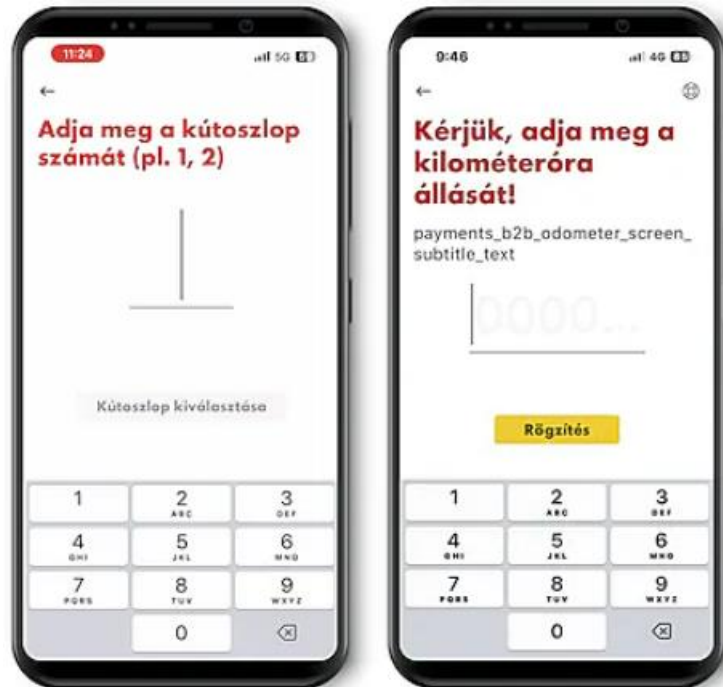 11:24
5G
Adja meg a kútoszlop
számát (pl. 1, 2)
Kútoszlop kiválasztása
1
2
ABC
3
DEF
4
GHI
5
JKL
6
MNO
7
PQRS
8
TUV
9
WXYZ
0
9:46
4G
Kérjük, adja meg a
kilométeróra
állását!
payments_b2b_odometer_screen_
subtitle_text
0000...
Rögzítés
1
2
ABC
3
DEF
4
GHI
5
JKL
6
MNO
7
PQRS
8
TUV
9
WXYZ
0